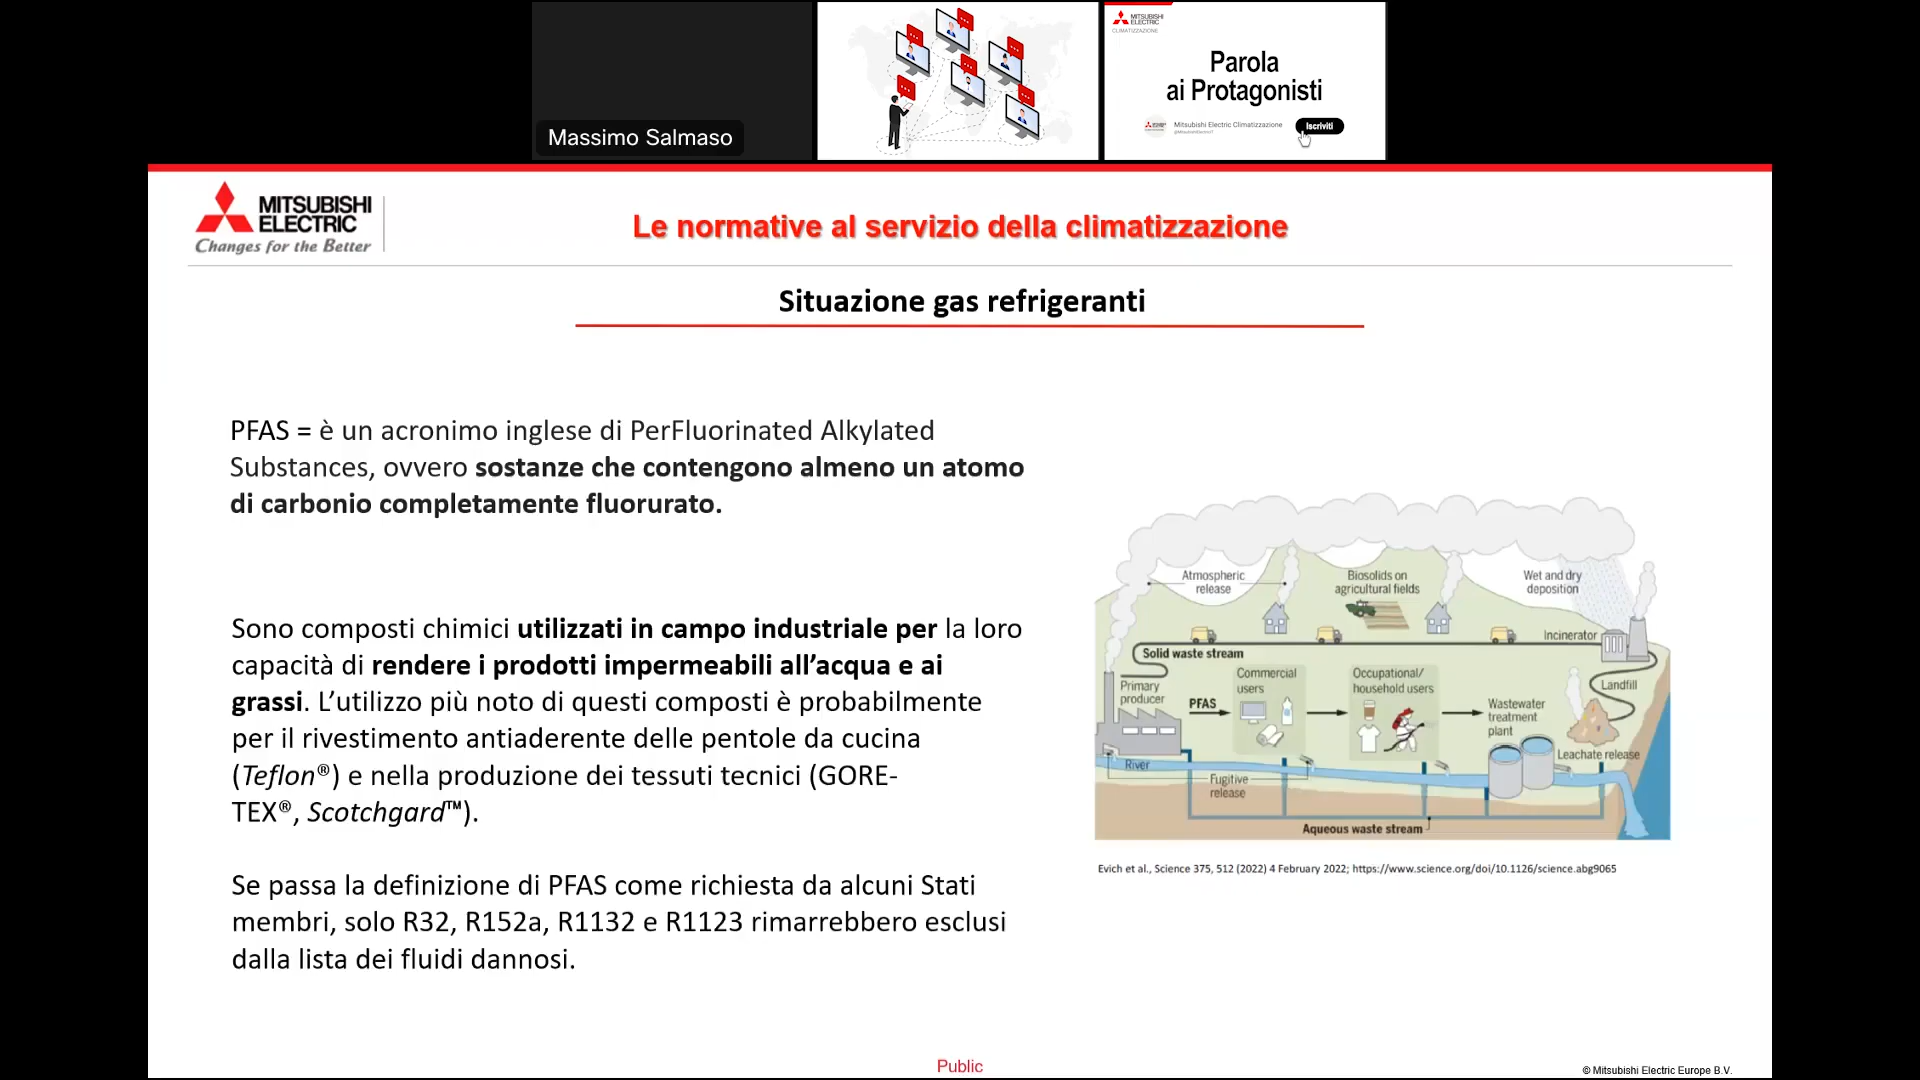 Massimo Salmaso
MITSUBISHI
ELECTRIC
CLIMATIZZAZIONE
Parola
ai Protagonisti
Mitsubishi Electric Climatizzazione
Iscriviti
MITSUBISHI
ELECTRIC
Changes for the Better
Le normative al servizio della climatizzazione
Situazione gas refrigeranti
PFAS = è un acronimo inglese di PerFluorinated Alkylated
Substances, ovvero sostanze che contengono almeno un atomo
di carbonio completamente fluorurato.
Sono composti chimici utilizzati in campo industriale per la loro
capacità di rendere i prodotti impermeabili all’acqua e ai
grassi. L’utilizzo più noto di questi composti è probabilmente
per il rivestimento antiaderente delle pentole da cucina
(Teflon®) e nella produzione dei tessuti tecnici (GORE-
TEX®, Scotchgard™).
Se passa la definizione di PFAS come richiesta da alcuni Stati
membri, solo R32, R152a, R1132 e R1123 rimarrebbero esclusi
dalla lista dei fluidi dannosi.
Atmospheric
release
Biosolids on
agricultural fields
Wet and dry
deposition
Incinerator
Solid waste stream
Primary
producer
PFAS
Commercial
users
Occupational/
household users
Wastewater
treatment
plant
Landfill
Leachate release
River
Fugitive
release
Aqueous waste stream
Evich et al., Science 375, 512 (2022) 4 February 2022; https://www.science.org/doi/10.1126/science.abg9065
Public
© Mitsubishi Electric Europe B.V.